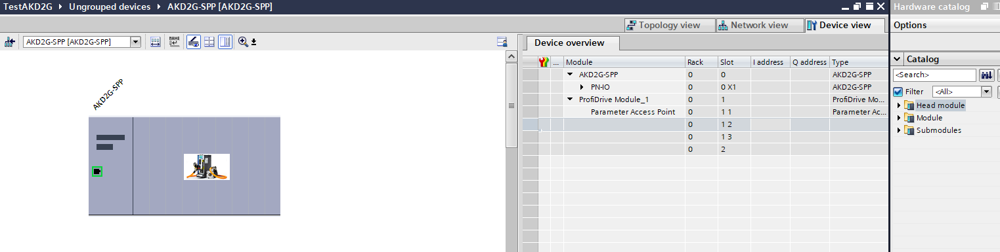 TestAKD2G Ungrouped devices AKD2G-SPP [AKD2G-SPP]
Hardware catalog
Topology view Network view Device view
Options
AKD2G-SPP [AKD2G-SPP]
NAME
Device overview
Catalog
... Module Rack Slot I address Q address Type
<Search>
AKD2G-SPP 0 0 AKD2G-SPP
PN-IO 0 0 X1 AKD2G-SPP
Filter <All>
ProfiDrive Module_1 0 1 ProfiDrive Mo...
Head module
Parameter Access Point 0 1 1 Parameter Ac...
Module
0 1 2
Submodules
0 1 3
0 2
AKD2G-SPP